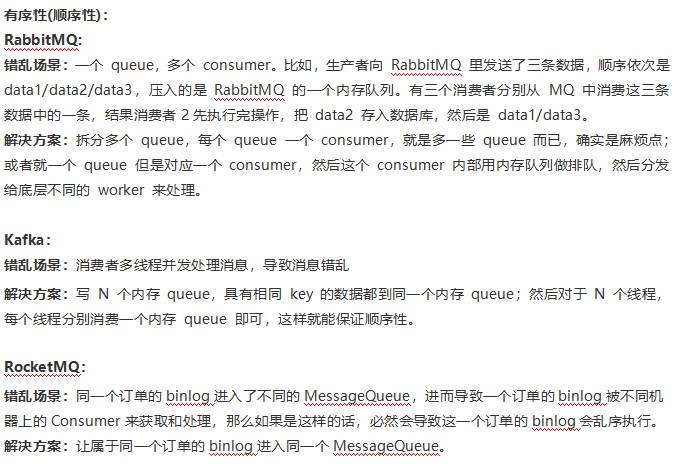 有序性(顺序性)：
RabbitMQ:
错乱场景：一个 queue，多个 consumer。比如，生产者向 RabbitMQ 里发送了三条数据，顺序依次是
data1/data2/data3，压入的是 RabbitMQ 的一个内存队列。有三个消费者分别从 MQ 中消费这三条
数据中的一条，结果消费者 2 先执行完操作，把 data2 存入数据库，然后是 data1/data3。
解决方案：拆分多个 queue，每个 queue 一个 consumer，就是多一些 queue 而已，确实是麻烦点；
或者就一个 queue 但是对应一个 consumer，然后这个 consumer 内部用内存队列做排队，然后分发
给底层不同的 worker 来处理。
Kafka：
错乱场景：消费者多线程并发处理消息，导致消息错乱
解决方案：写 N 个内存 queue，具有相同 key 的数据都到同一个内存 queue；然后对于 N 个线程，
每个线程分别消费一个内存 queue 即可，这样就能保证顺序性。
RocketMQ：
错乱场景：同一个订单的 binlog 进入了不同的 MessageQueue，进而导致一个订单的 binlog 被不同机
器上的 Consumer 来获取和处理，那么如果是这样的话，必然会导致这一个订单的 binlog 会乱序执行。
解决方案：让属于同一个订单的 binlog 进入同一个 MessageQueue。